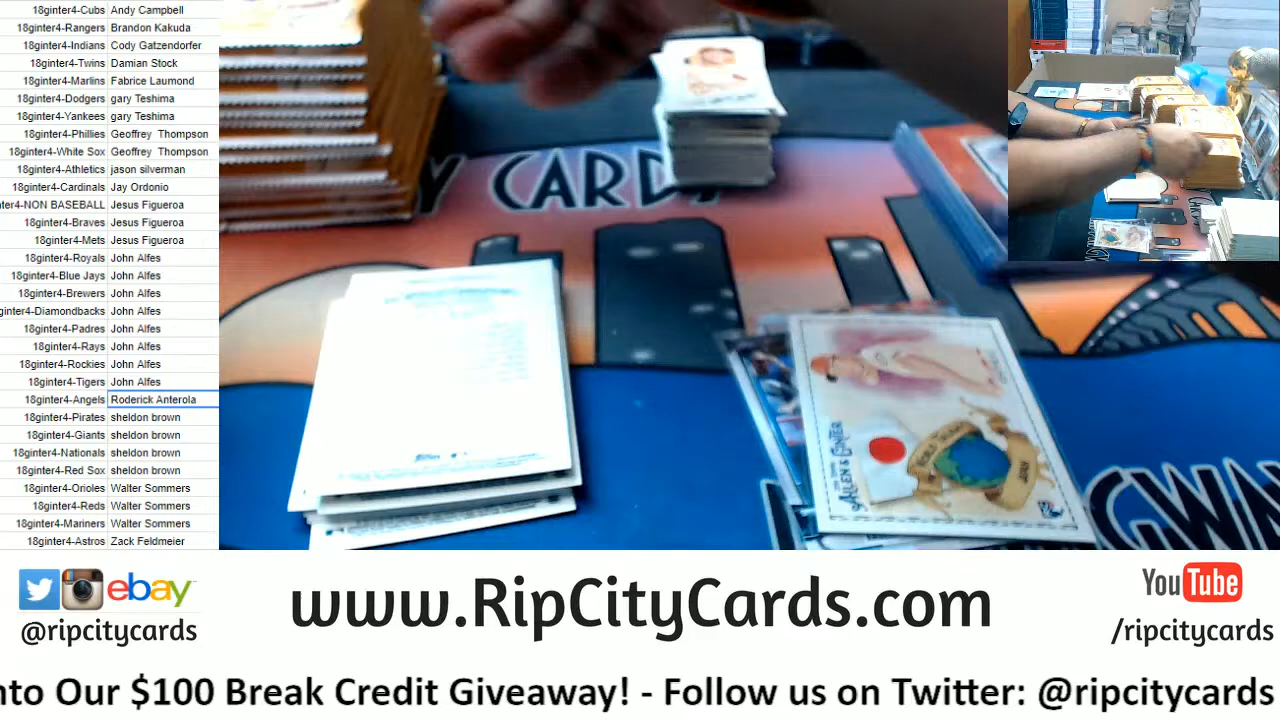 18ginter4-Cubs Andy Campbell
18ginter4-Rangers Brandon Kakuda
18ginter4-Indians Cody Gatzendorfer
18ginter4-Twins Damian Stock
18ginter4-Marlins Fabrice Laumond
18ginter4-Dodgers gary Teshima
18ginter4-Yankees gary Teshima
18ginter4-Phillies Geoffrey Thompson
18ginter4-White Sox Geoffrey Thompson
18ginter4-Athletics jason silverman
18ginter4-Cardinals Jay Ordonio
nter4-NON BASEBALL Jesus Figueroa
18ginter4-Braves Jesus Figueroa
18ginter4-Mets Jesus Figueroa
18ginter4-Royals John Alfes
18ginter4-Blue Jays John Alfes
18ginter4-Brewers John Alfes
ginter4-Diamondbacks John Alfes
18ginter4-Padres John Alfes
18ginter4-Rays John Alfes
18ginter4-Rockies John Alfes
18ginter4-Tigers John Alfes
18ginter4-Angels Roderick Anterola
18ginter4-Pirates sheldon brown
18ginter4-Giants sheldon brown
18ginter4-Nationals sheldon brown
18ginter4-Red Sox sheldon brown
18ginter4-Orioles Walter Sommers
18ginter4-Reds Walter Sommers
18ginter4-Mariners Walter Sommers
18ginter4-Astros Zack Feldmeier
Y CARD
ALLEN & GINTER
JAPAN
GWA
ebay
@ripcitycards
www.RipCityCards.com
YouTube
/ripcitycards
nto Our $100 Break Credit Giveaway! - Follow us on Twitter: @ripcitycards